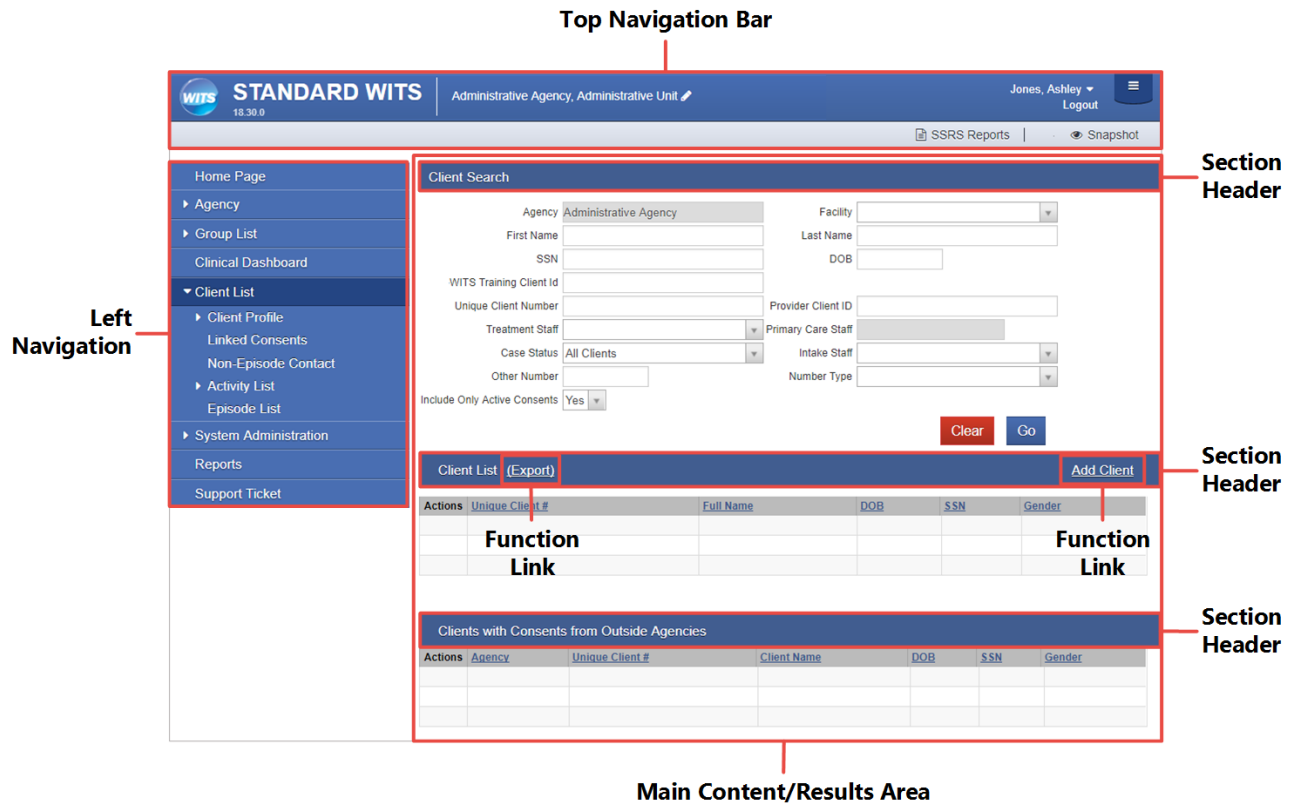 Top Navigation Bar
WITS STANDARD WITS Administrative Agency, Administrative Unit Jones, Ashley
18.30.0 Logout
SSRS Reports | Snapshot
Home Page
Agency
Group List
Clinical Dashboard
Client List
Client Profile
Linked Consents
Non-Episode Contact
Activity List
Episode List
System Administration
Reports
Support Ticket
Left
Navigation
Client Search
Section
Header
Agency Administrative Agency Facility
First Name Last Name
SSN DOB
WITS Training Client Id
Unique Client Number Provider Client ID
Treatment Staff Primary Care Staff
Case Status All Clients Intake Staff
Other Number Number Type
Include Only Active Consents Yes
Clear Go
Client List (Export) Add Client
Section
Header
Actions Unique Client # Full Name DOB SSN Gender
Function
Link
Function
Link
Clients with Consents from Outside Agencies
Section
Header
Actions Agency Unique Client # Client Name DOB SSN Gender
Main Content/Results Area